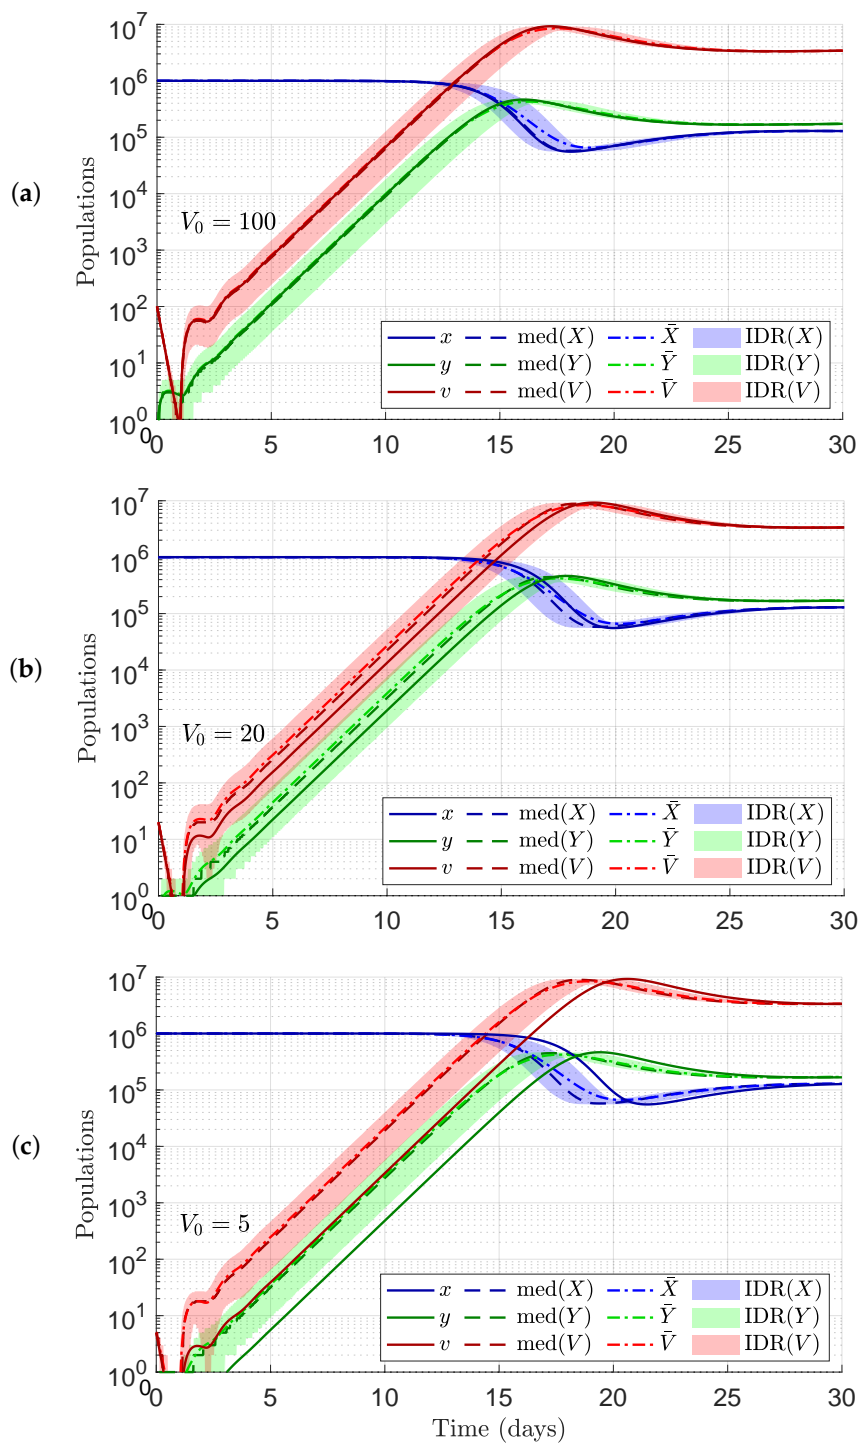 10^7
10^6
10^5
10^4
10^3
10^2
10^1
10^0
0
Populations
(a)
V_0 = 100
x med(X) X̄ IDR(X)
y med(Y) Ȳ IDR(Y)
v med(V) V̄ IDR(V)
0 5 10 15 20 25 30
10^7
10^6
10^5
10^4
10^3
10^2
10^1
10^0
0
Populations
(b)
V_0 = 20
x med(X) X̄ IDR(X)
y med(Y) Ȳ IDR(Y)
v med(V) V̄ IDR(V)
0 5 10 15 20 25 30
10^7
10^6
10^5
10^4
10^3
10^2
10^1
10^0
0
Populations
(c)
V_0 = 5
x med(X) X̄ IDR(X)
y med(Y) Ȳ IDR(Y)
v med(V) V̄ IDR(V)
0 5 10 15 20 25 30
Time (days)